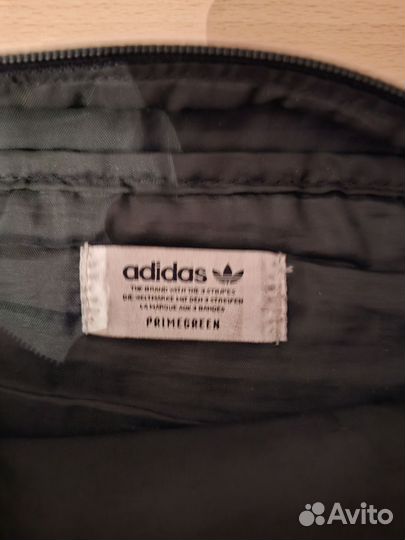 adidas
THE BRAND WITH THE 3 STRIPES
DIE WELTMARKE MIT DEN 3 STREIFEN
LA MARQUE AUX 3 BANDES
PRIMEGREEN
Avito